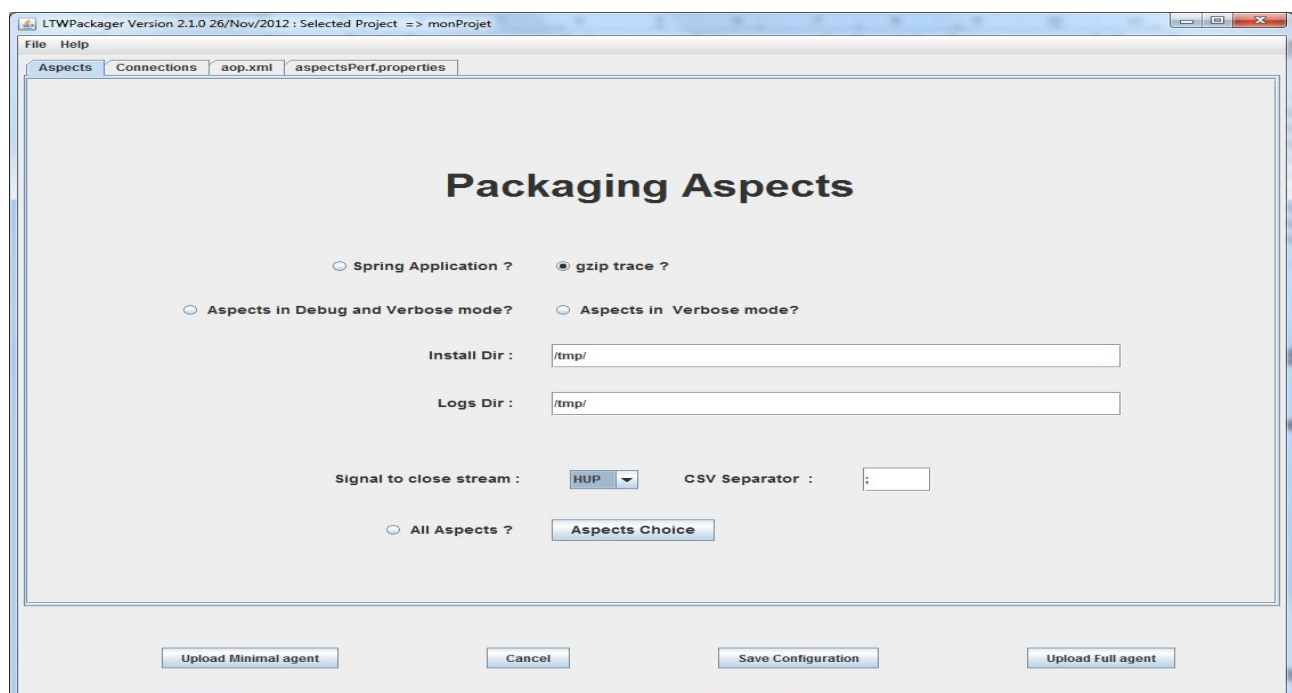 LTWPackager Version 2.1.0 26/Nov/2012 : Selected Project => monProjet
File Help
Aspects Connections aop.xml aspectsPerf.properties
Packaging Aspects
Spring Application ? gzip trace ?
Aspects in Debug and Verbose mode? Aspects in Verbose mode?
Install Dir : /tmp/
Logs Dir : /tmp/
Signal to close stream : HUP CSV Separator : ;
All Aspects ? Aspects Choice
Upload Minimal agent Cancel Save Configuration Upload Full agent